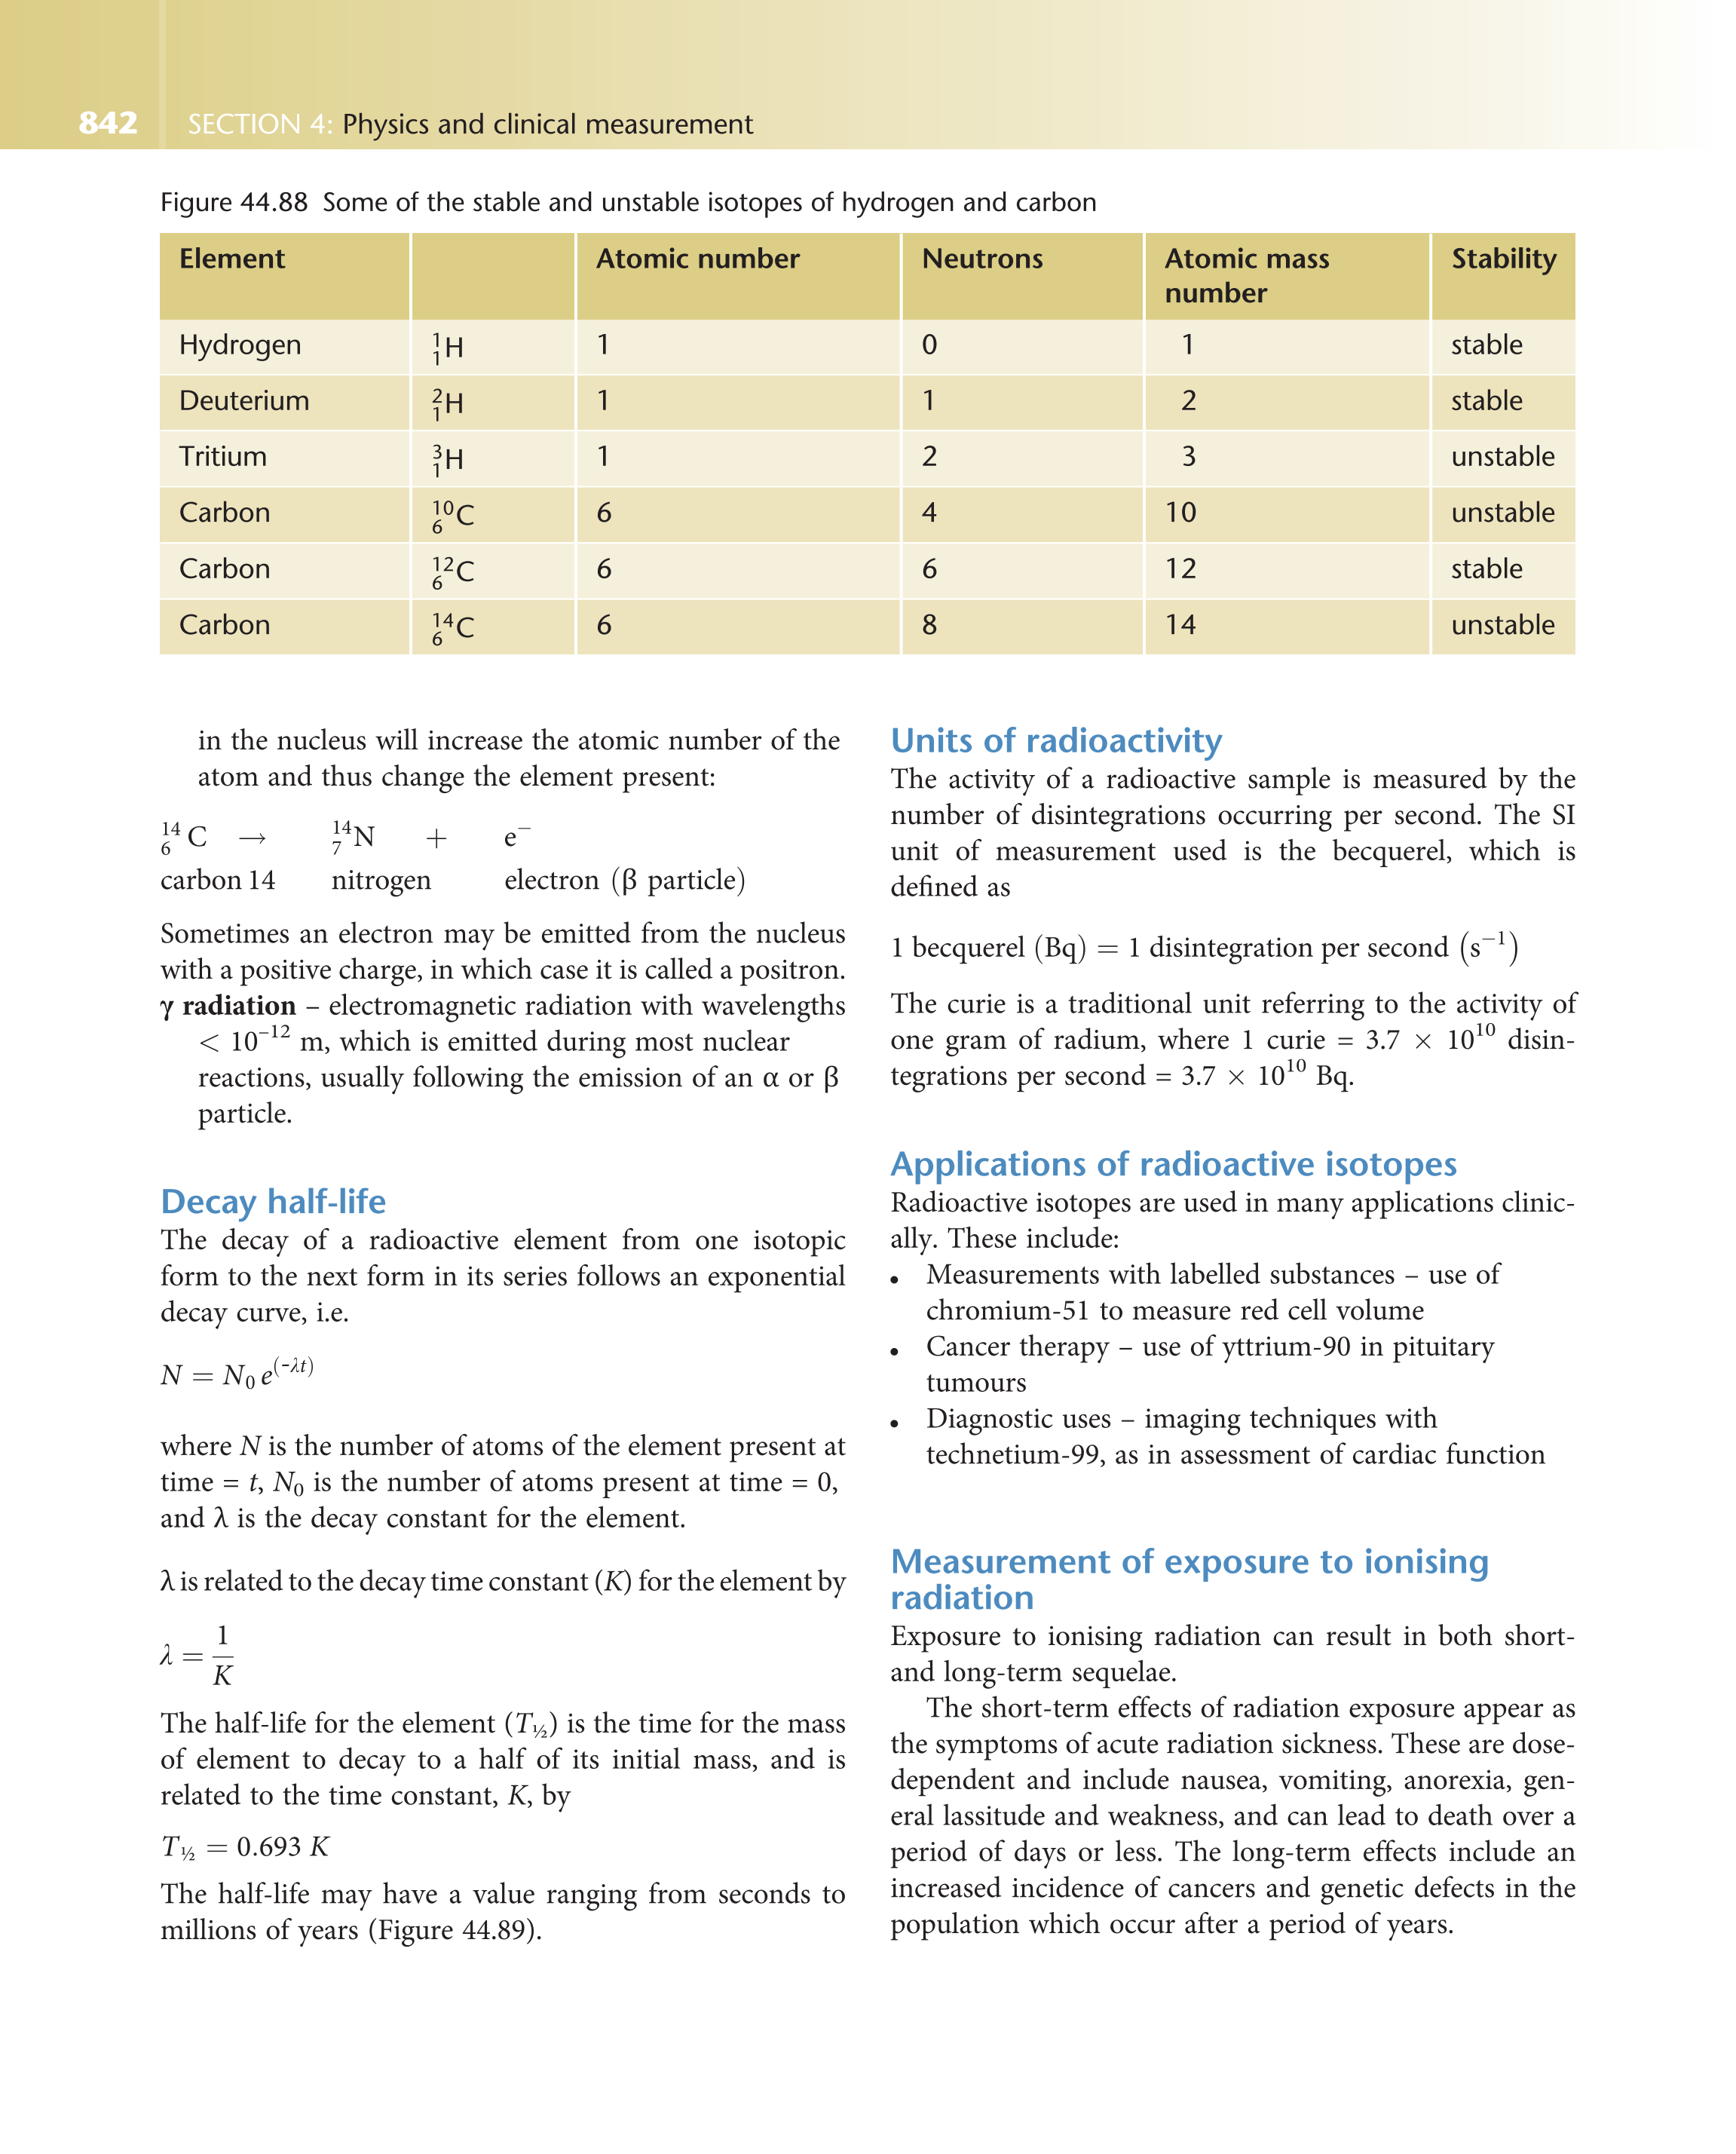 842 SECTION 4: Physics and clinical measurement
Figure 44.88 Some of the stable and unstable isotopes of hydrogen and carbon
Element Atomic number Neutrons Atomic mass number Stability
Hydrogen ¹₁H 1 0 1 stable
Deuterium ²₁H 1 1 2 stable
Tritium ³₁H 1 2 3 unstable
Carbon ¹⁰₆C 6 4 10 unstable
Carbon ¹²₆C 6 6 12 stable
Carbon ¹⁴₆C 6 8 14 unstable
in the nucleus will increase the atomic number of the
atom and thus change the element present:
¹⁴₆C → ¹⁴₇N + e⁻
carbon 14 nitrogen electron (β particle)
Sometimes an electron may be emitted from the nucleus
with a positive charge, in which case it is called a positron.
γ radiation – electromagnetic radiation with wavelengths
< 10⁻¹² m, which is emitted during most nuclear
reactions, usually following the emission of an α or β
particle.
Decay half-life
The decay of a radioactive element from one isotopic
form to the next form in its series follows an exponential
decay curve, i.e.
N = N₀ e^(-λt)
where N is the number of atoms of the element present at
time = t, N₀ is the number of atoms present at time = 0,
and λ is the decay constant for the element.
λ is related to the decay time constant (K) for the element by
λ = 1/K
The half-life for the element (T½) is the time for the mass
of element to decay to a half of its initial mass, and is
related to the time constant, K, by
T½ = 0.693 K
The half-life may have a value ranging from seconds to
millions of years (Figure 44.89).
Units of radioactivity
The activity of a radioactive sample is measured by the
number of disintegrations occurring per second. The SI
unit of measurement used is the becquerel, which is
defined as
1 becquerel (Bq) = 1 disintegration per second (s⁻¹)
The curie is a traditional unit referring to the activity of
one gram of radium, where 1 curie = 3.7 × 10¹⁰ disin-
tegrations per second = 3.7 × 10¹⁰ Bq.
Applications of radioactive isotopes
Radioactive isotopes are used in many applications clinic-
ally. These include:
• Measurements with labelled substances – use of
chromium-51 to measure red cell volume
• Cancer therapy – use of yttrium-90 in pituitary
tumours
• Diagnostic uses – imaging techniques with
technetium-99, as in assessment of cardiac function
Measurement of exposure to ionising
radiation
Exposure to ionising radiation can result in both short-
and long-term sequelae.
The short-term effects of radiation exposure appear as
the symptoms of acute radiation sickness. These are dose-
dependent and include nausea, vomiting, anorexia, gen-
eral lassitude and weakness, and can lead to death over a
period of days or less. The long-term effects include an
increased incidence of cancers and genetic defects in the
population which occur after a period of years.